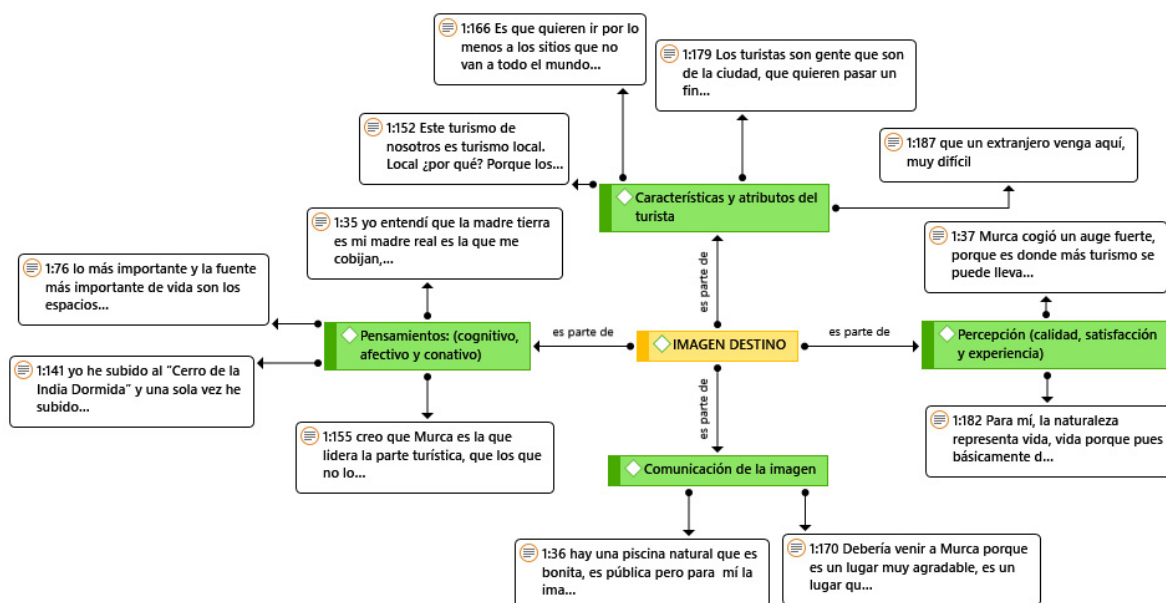 1:166 Es que quieren ir por lo
menos a los sitios que no
van a todo el mundo...
1:179 Los turistas son gente que son
de la ciudad, que quieren pasar un
fin...
1:152 Este turismo de
nosotros es turismo local.
Local ¿por qué? Porque los...
1:187 que un extranjero venga aquí,
muy difícil
Características y atributos del
turista
1:35 yo entendí que la madre tierra
es mi madre real es la que me
cobijan,...
1:37 Murca cogió un auge fuerte,
porque es donde más turismo se
puede lleva...
1:76 lo más importante y la fuente
más importante de vida son los
espacios...
es parte de
Pensamientos: (cognitivo,
afectivo y conativo)
es parte de
IMAGEN DESTINO
es parte de
Percepción (calidad, satisfacción
y experiencia)
1:141 yo he subido al “Cerro de la
India Dormida” y una sola vez he
subido...
es parte de
1:182 Para mí, la naturaleza
representa vida, vida porque pues
básicamente d...
1:155 creo que Murca es la que
lidera la parte turística, que los que
no lo...
Comunicación de la imagen
1:36 hay una piscina natural que es
bonita, es pública pero para mí la
ima...
1:170 Debería venir a Murca porque
es un lugar muy agradable, es un
lugar qu...